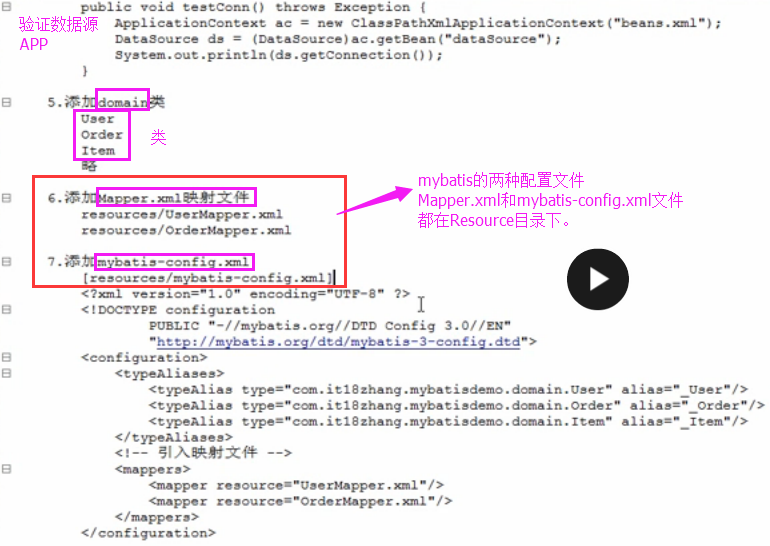 public void testConn() throws Exception {
验证数据源
APP
ApplicationContext ac = new ClassPathXmlApplicationContext("beans.xml");
DataSource ds = (DataSource)ac.getBean("dataSource");
System.out.println(ds.getConnection());
}
5.添加domain类
User
Order
Item
略
类
6.添加Mapper.xml映射文件
resources/UserMapper.xml
resources/OrderMapper.xml
mybatis的两种配置文件
Mapper.xml和mybatis-config.xml文件
都在Resource目录下。
7.添加mybatis-config.xml
[resources/mybatis-config.xml]
<?xml version="1.0" encoding="UTF-8" ?>
<!DOCTYPE configuration
PUBLIC "-//mybatis.org//DTD Config 3.0//EN"
"http://mybatis.org/dtd/mybatis-3-config.dtd">
<configuration>
<typeAliases>
<typeAlias type="com.it18zhang.mybatisdemo.domain.User" alias="_User"/>
<typeAlias type="com.it18zhang.mybatisdemo.domain.Order" alias="_Order"/>
<typeAlias type="com.it18zhang.mybatisdemo.domain.Item" alias="_Item"/>
</typeAliases>
<!-- 引入映射文件 -->
<mappers>
<mapper resource="UserMapper.xml"/>
<mapper resource="OrderMapper.xml"/>
</mappers>
</configuration>